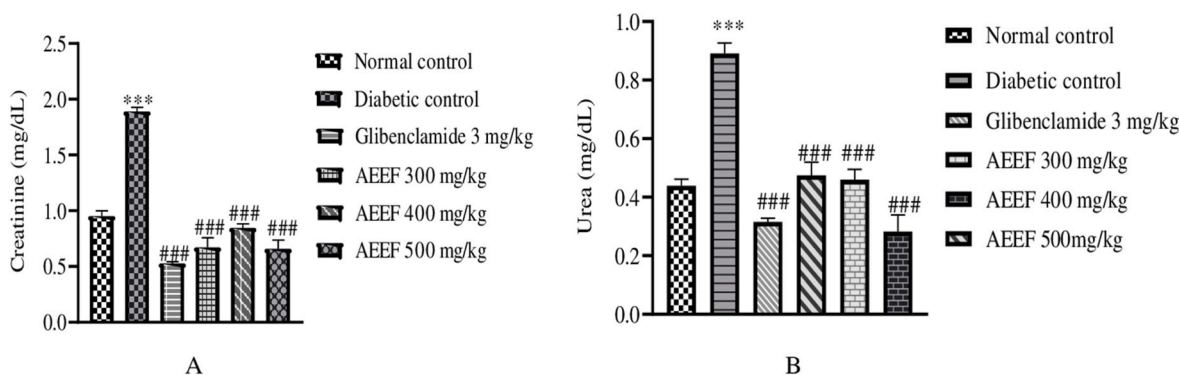 Creatinine (mg/dL)
2.5
2.0
1.5
1.0
0.5
0.0
***
###
###
###
###
Normal control
Diabetic control
Glibenclamide 3 mg/kg
AEEF 300 mg/kg
AEEF 400 mg/kg
AEEF 500 mg/kg
A
Urea (mg/dL)
1.0
0.8
0.6
0.4
0.2
0.0
***
###
###
###
###
Normal control
Diabetic control
Glibenclamide 3 mg/kg
AEEF 300 mg/kg
AEEF 400 mg/kg
AEEF 500mg/kg
B